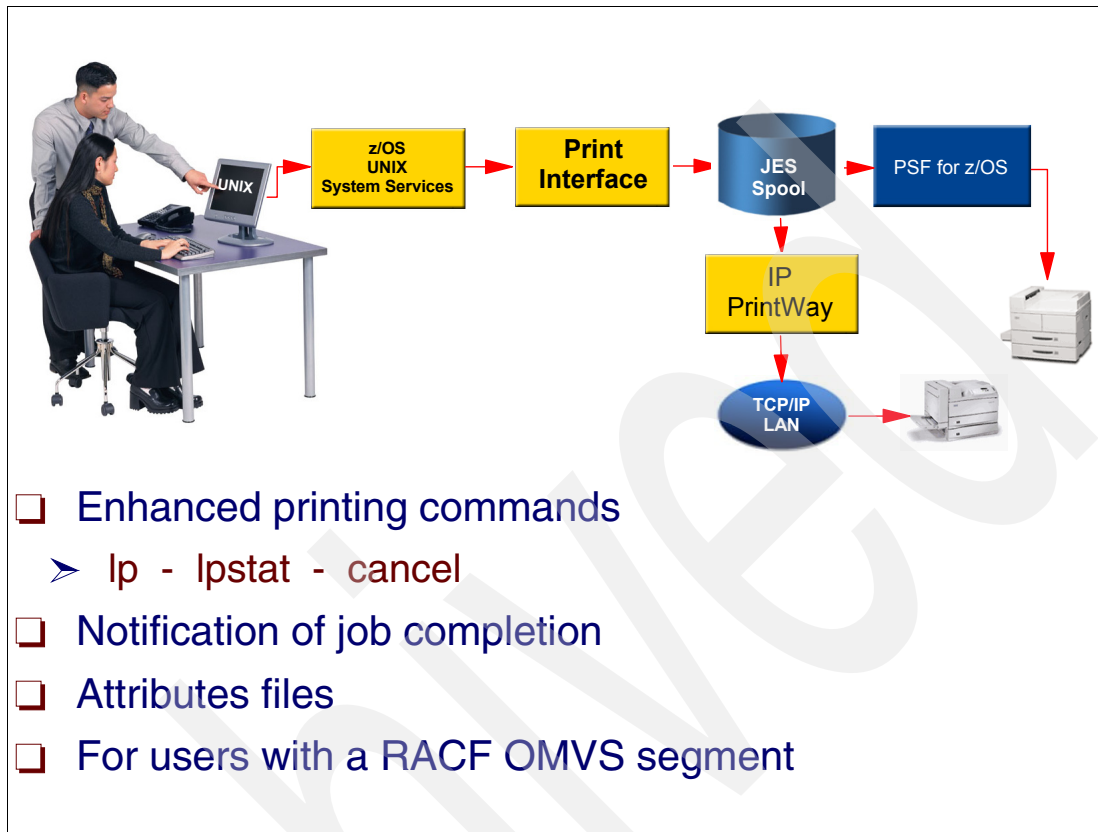 UNIX
z/OS
UNIX
System Services
Print
Interface
JES
Spool
PSF for z/OS
IP
PrintWay
TCP/IP
LAN
Enhanced printing commands
lp - lpstat - cancel
Notification of job completion
Attributes files
For users with a RACF OMVS segment
hived